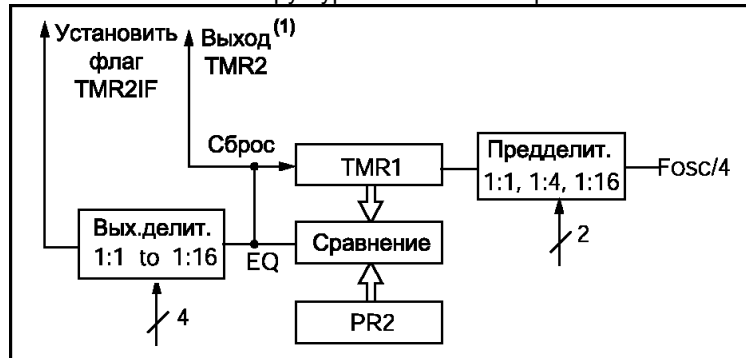 Установить
флаг
TMR2IF
Выход (1)
TMR2
Сброс
TMR1
Предделит.
1:1, 1:4, 1:16
Fosc/4
Вых.делит.
1:1 to 1:16
EQ
Сравнение
2
4
PR2